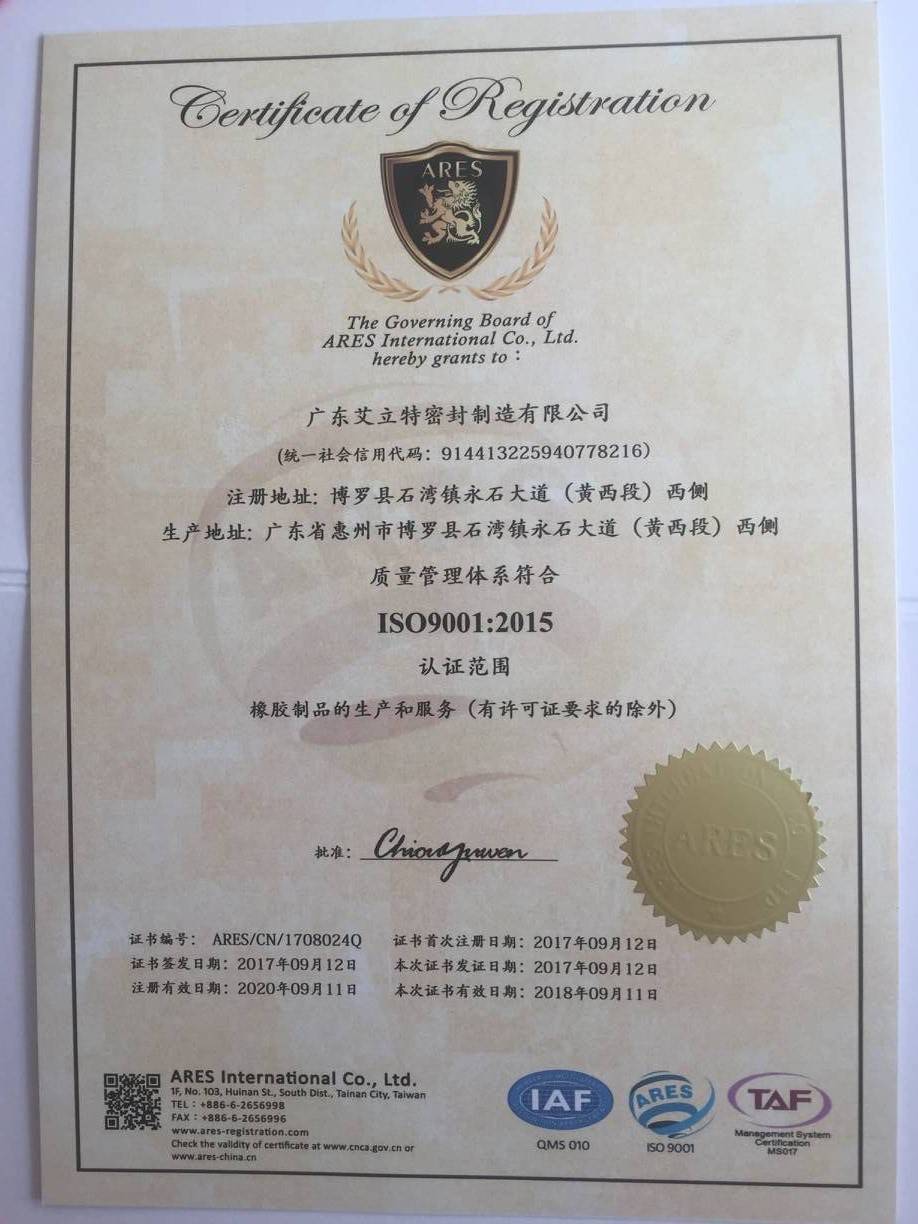 Certificate of Registration
ARES
The Governing Board of
ARES International Co., Ltd.
hereby grants to：
广东艾立特密封制造有限公司
(统一社会信用代码：914413225940778216)
注册地址: 博罗县石湾镇永石大道（黄西段）西侧
生产地址: 广东省惠州市博罗县石湾镇永石大道（黄西段）西侧
质量管理体系符合
ISO9001:2015
认证范围
橡胶制品的生产和服务（有许可证要求的除外）
ARES
批准:
证书编号： ARES/CN/1708024Q 证书首次注册日期：2017年09月12日
证书签发日期：2017年09月12日 本次证书发证日期：2017年09月12日
注册有效日期：2020年09月11日 本次证书有效日期：2018年09月11日
ARES International Co., Ltd.
1F, No. 103, Huinan St., South Dist., Tainan City, Taiwan
TEL：+886-6-2656998
FAX：+886-6-2656996
www.ares-registration.com
Check the validity of certificate at www.cnca.gov.cn or
www.ares-china.cn
IAF
QMS 010
ARES
ISO 9001
TAF
Management System
Certification
MS017